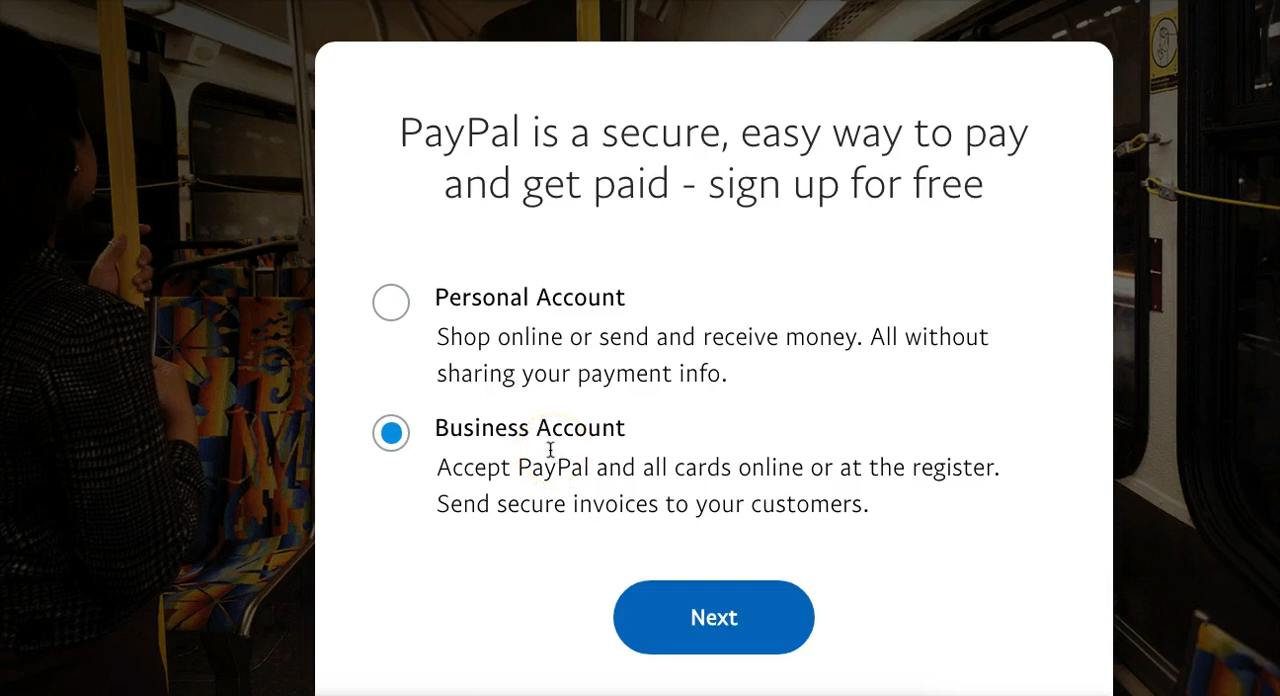 PayPal is a secure, easy way to pay
and get paid - sign up for free
Personal Account
Shop online or send and receive money. All without
sharing your payment info.
Business Account
Accept PayPal and all cards online or at the register.
Send secure invoices to your customers.
Next